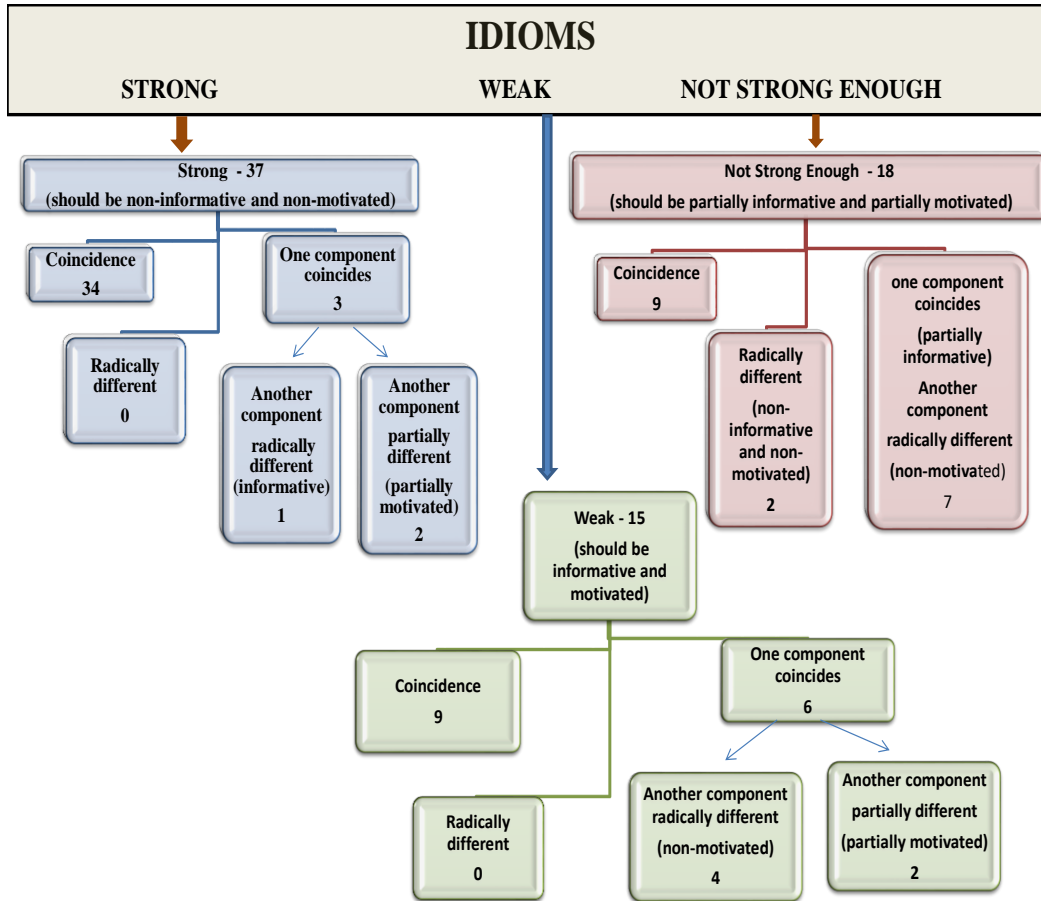 IDIOMS
STRONG
WEAK
NOT STRONG ENOUGH
Strong - 37
(should be non-informative and non-motivated)
Coincidence
34
One component
coincides
3
Radically
different
0
Another
component
radically
different
(informative)
1
Another
component
partially
different
(partially
motivated)
2
Not Strong Enough - 18
(should be partially informative and partially motivated)
Coincidence
9
Radically
different
(non-
informative
and non-
motivated)
2
one component
coincides
(partially
informative)
Another
component
radically different
(non-motivated)
7
Weak - 15
(should be
informative and
motivated)
Coincidence
9
One component
coincides
6
Radically
different
0
Another component
radically different
(non-motivated)
4
Another component
partially different
(partially motivated)
2